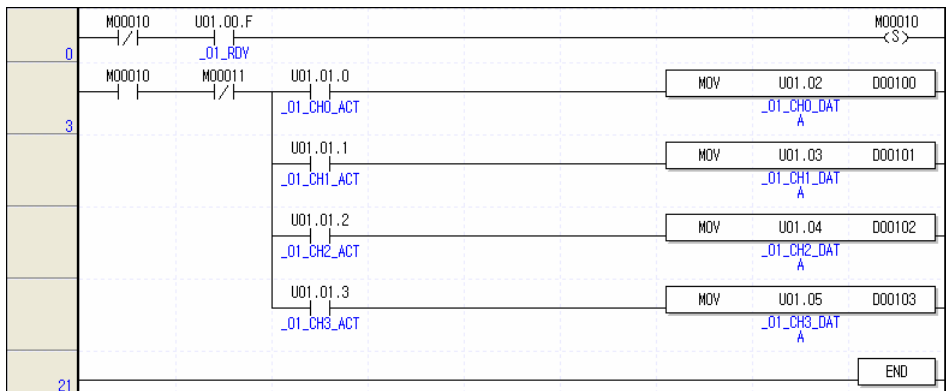 M00010 U01.00.F M00010
(S)
0 _01_RDY
M00010 M00011 U01.01.0 MOV U01.02 D00100
_01_CH0_ACT _01_CH0_DAT
A
3
U01.01.1 MOV U01.03 D00101
_01_CH1_ACT _01_CH1_DAT
A
U01.01.2 MOV U01.04 D00102
_01_CH2_ACT _01_CH2_DAT
A
U01.01.3 MOV U01.05 D00103
_01_CH3_ACT _01_CH3_DAT
A
END
21